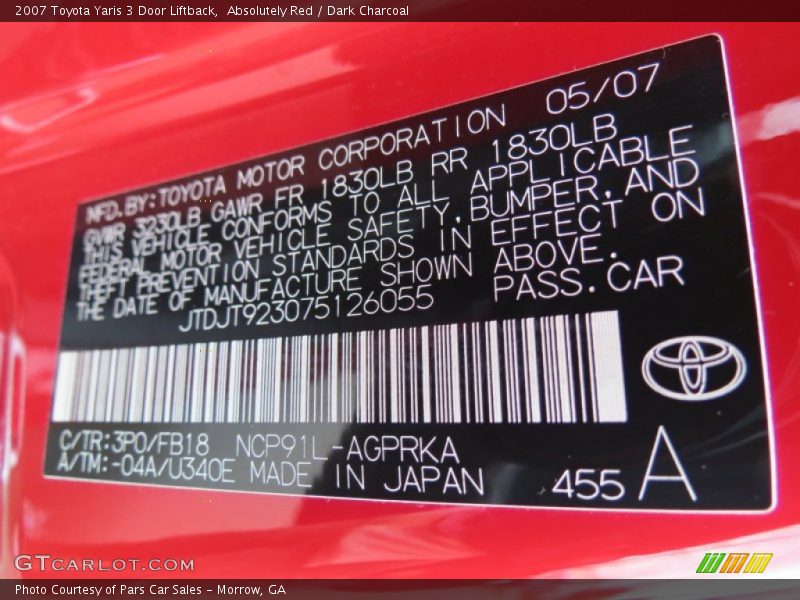 2007 Toyota Yaris 3 Door Liftback,  Absolutely Red / Dark Charcoal
MFD.BY:TOYOTA MOTOR CORPORATION 05/07
GVWR 3230LB GAWR FR 1830LB RR 1830LB
THIS VEHICLE CONFORMS TO ALL APPLICABLE
FEDERAL MOTOR VEHICLE SAFETY,BUMPER,AND
THEFT PREVENTION STANDARDS IN EFFECT ON
THE DATE OF MANUFACTURE SHOWN ABOVE.
JTDJT923075126055 PASS.CAR
C/TR:3P0/FB18 NCP91L-AGPRKA
A/TM:-04A/U340E MADE IN JAPAN 455 A
GTCARLOT.COM
Photo Courtesy of Pars Car Sales - Morrow, GA